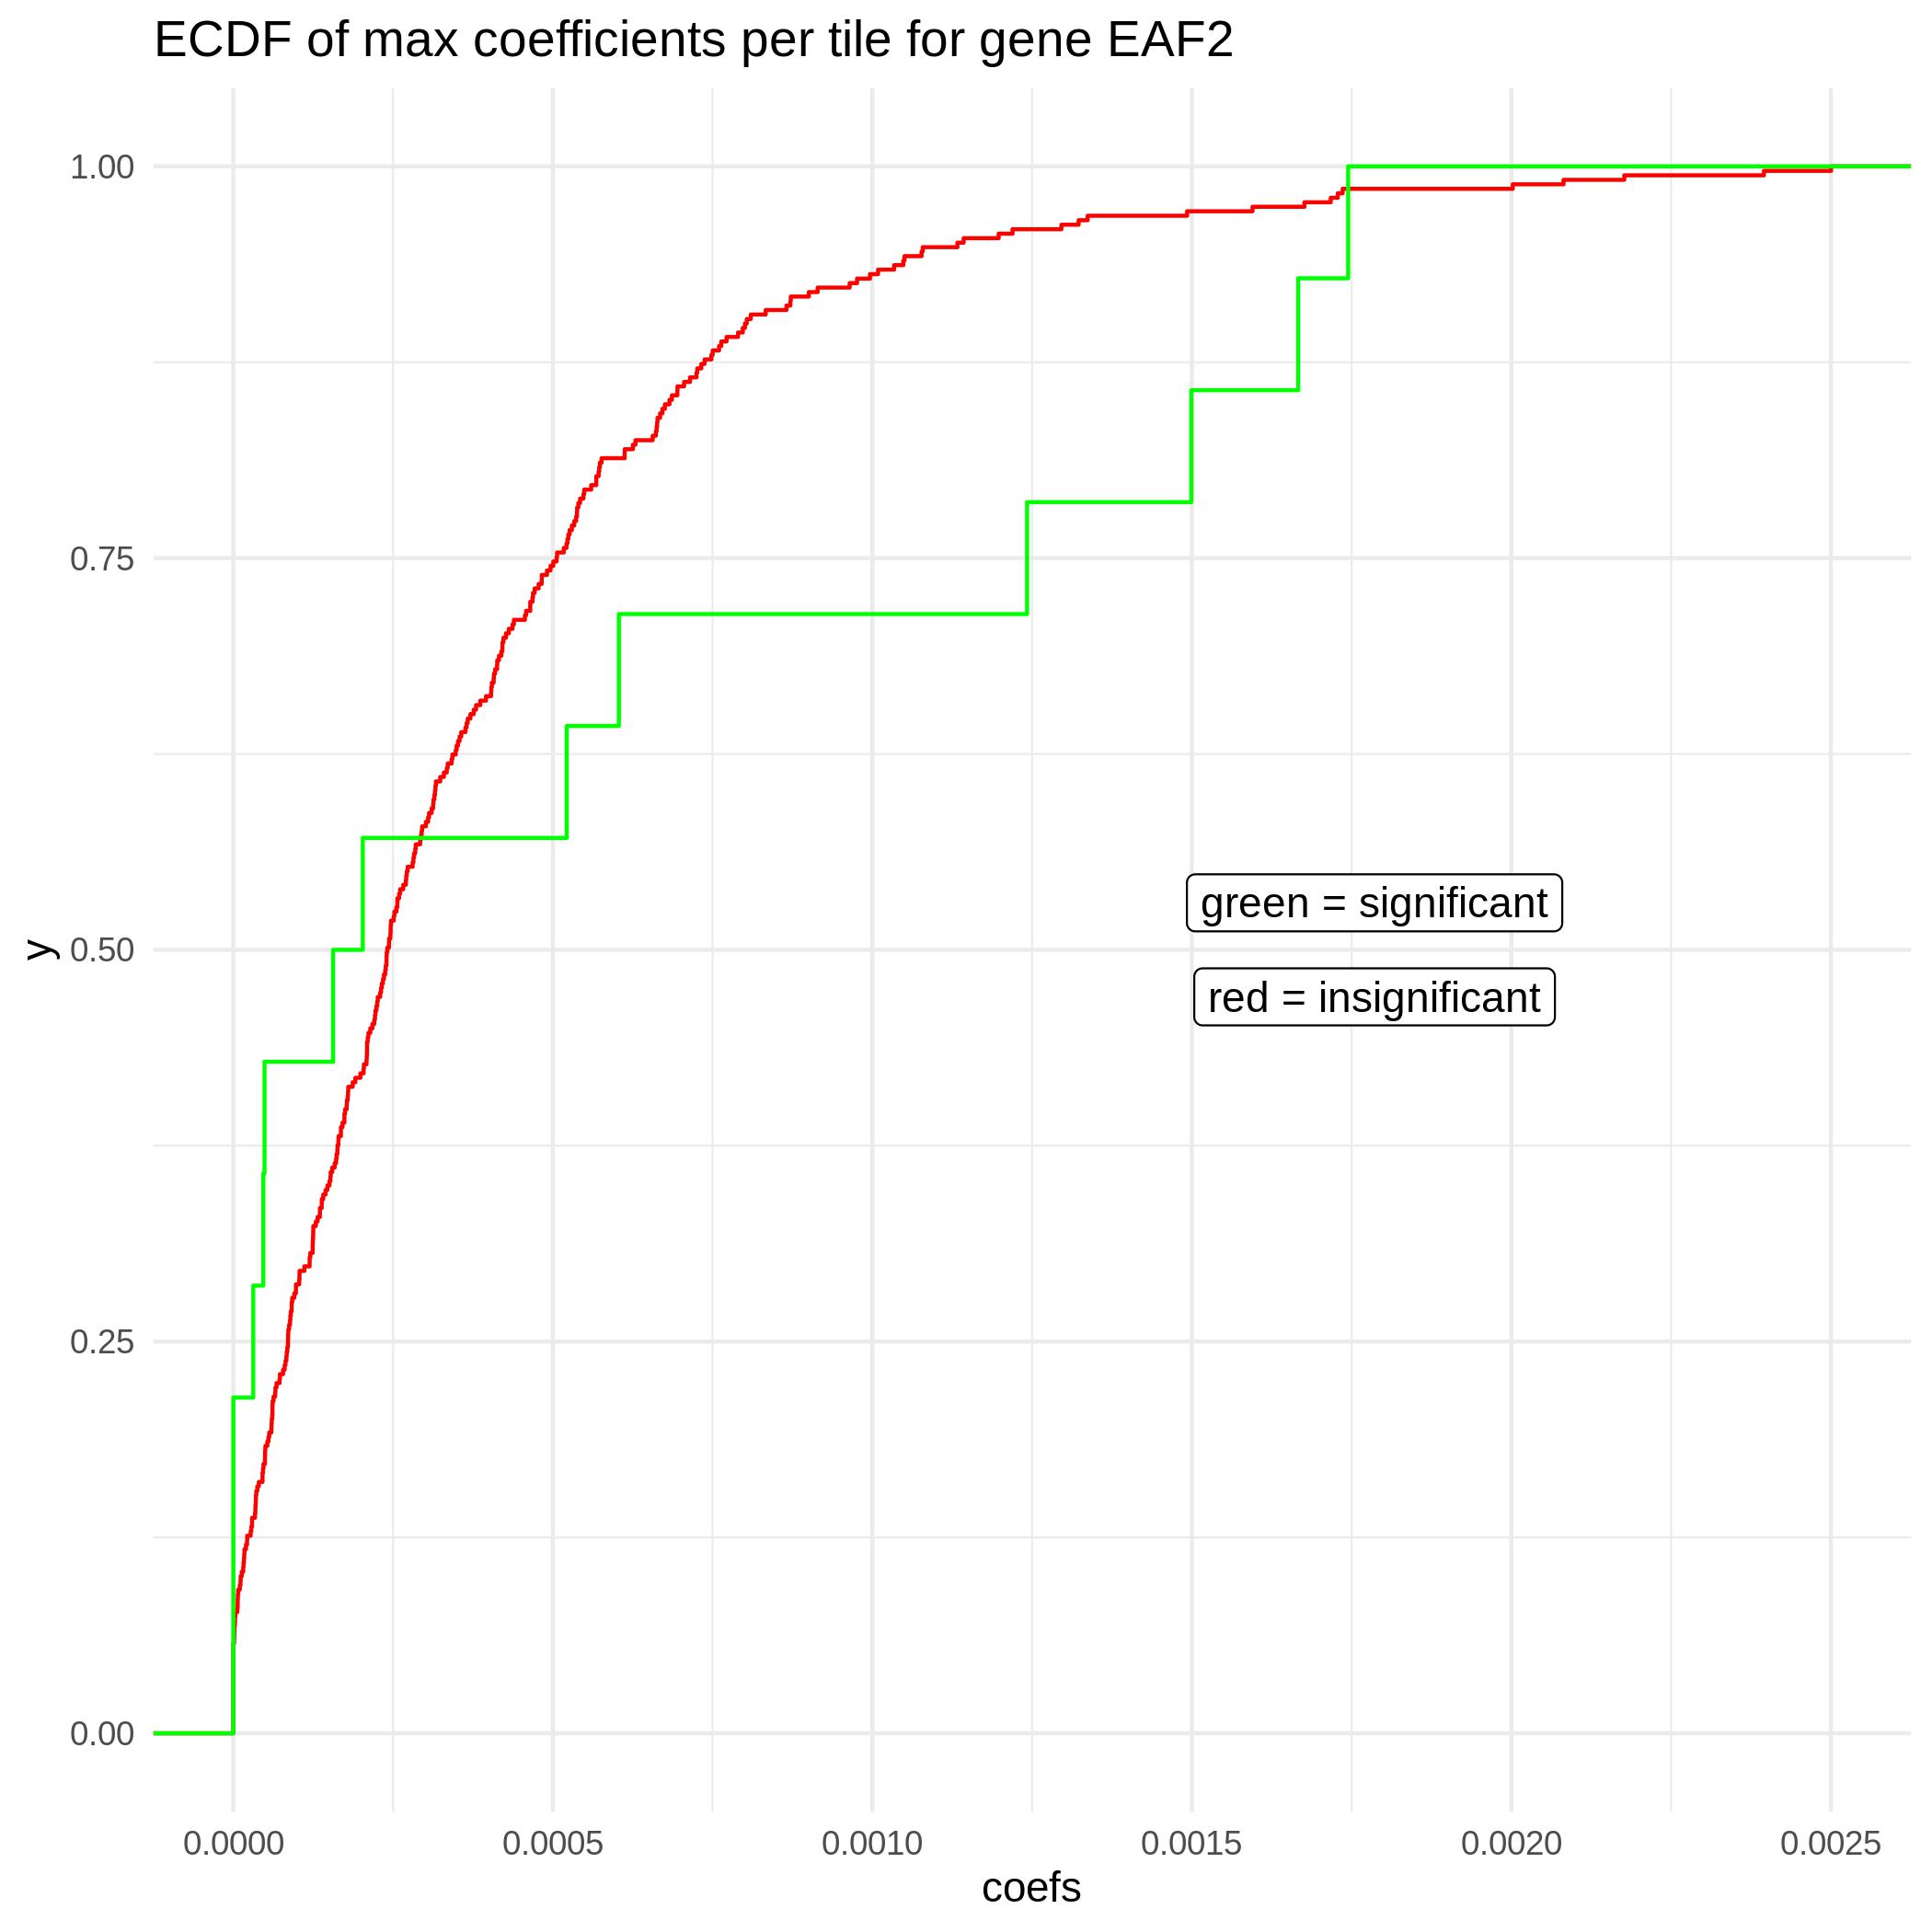 ECDF of max coefficients per tile for gene EAF2
1.00
0.75
0.50
0.25
0.00
y
green = significant
red = insignificant
0.0000 0.0005 0.0010 0.0015 0.0020 0.0025
coefs